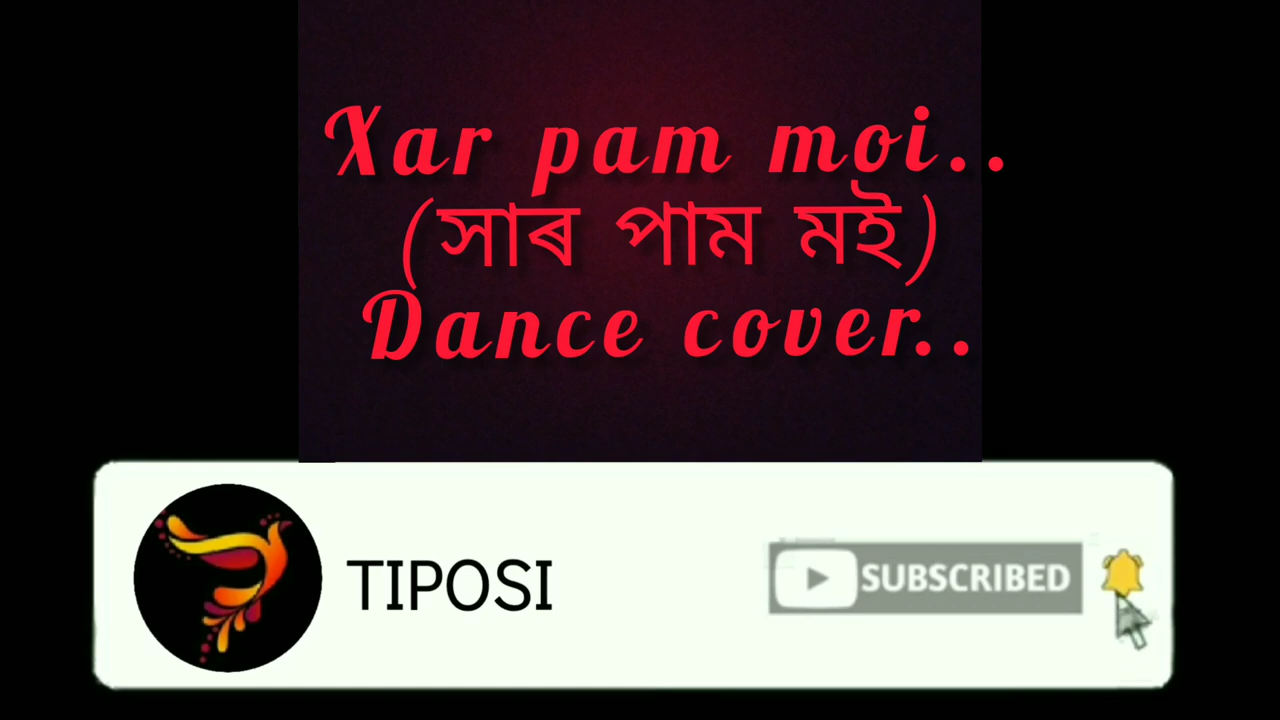 Xar pam moi..
(সাৰ পাম মই)
Dance cover..
TIPOSI
SUBSCRIBED